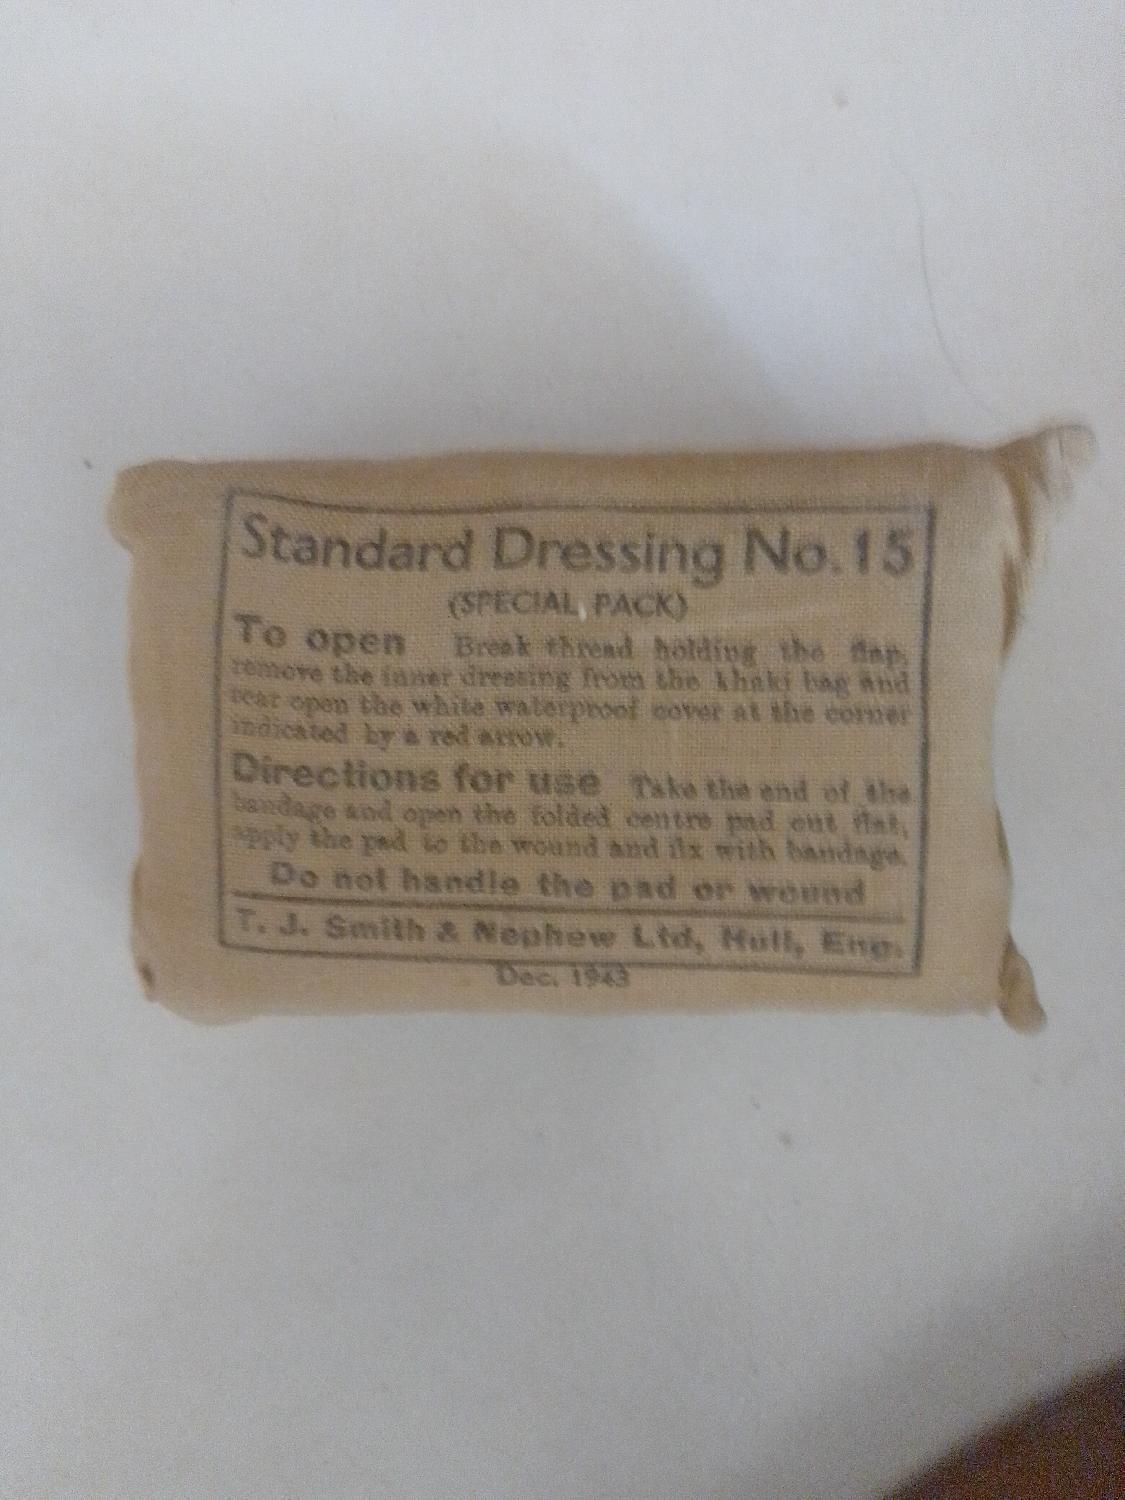 Standard Dressing No. 15
(SPECIAL PACK)
To open Break thread holding the flap,
remove the inner dressing from the khaki bag and
tear open the white waterproof cover at the corner
indicated by a red arrow.
Directions for use Take the end of the
bandage and open the folded centre pad out flat,
apply the pad to the wound and fix with bandage.
Do not handle the pad or wound
T. J. Smith & Nephew Ltd, Hull, Eng.
Dec. 1943